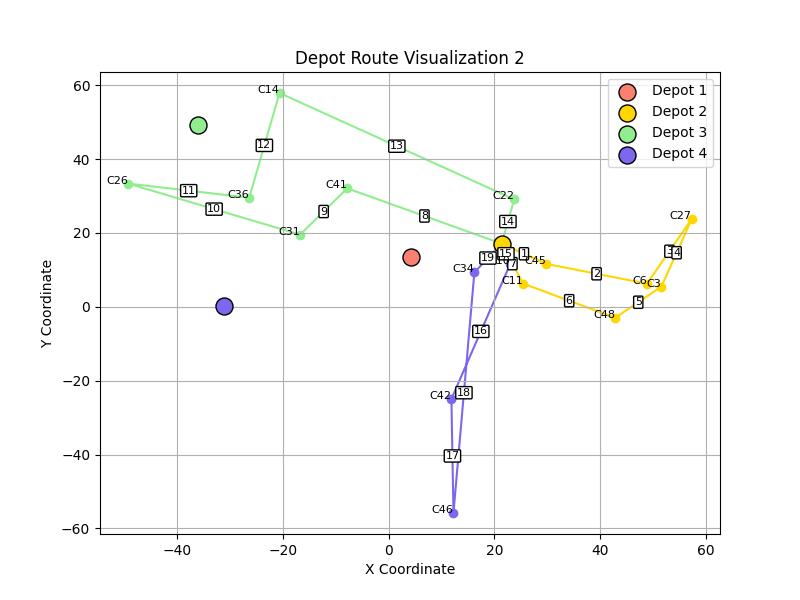 Depot Route Visualization 2
Depot 1
Depot 2
Depot 3
Depot 4
Y Coordinate
60
40
20
0
−20
−40
−60
−40
−20
0
20
40
60
X Coordinate
C14
12
13
C26
11
C36
C41
10
9
C31
8
C22
14
C27
C34
19
15
1
7
C45
2
3
4
C11
C6
C3
6
5
C48
16
C42
18
17
C46